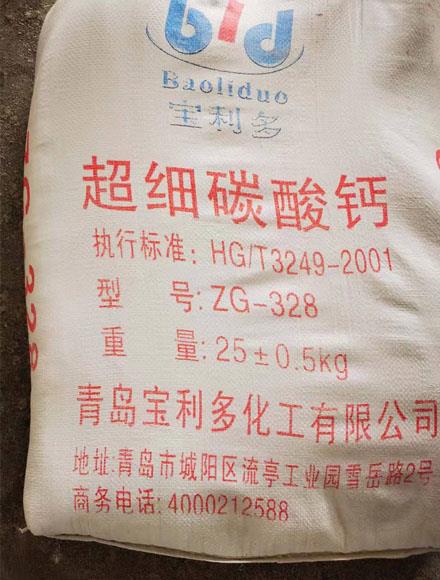 bld
Baoliduo
宝利多
超细碳酸钙
执行标准：HG/T3249-2001
型 号：ZG-328
重 量：25±0.5kg
青岛宝利多化工有限公司
地址：青岛市城阳区流亭工业园雪岳路2号
商务电话：4000212588